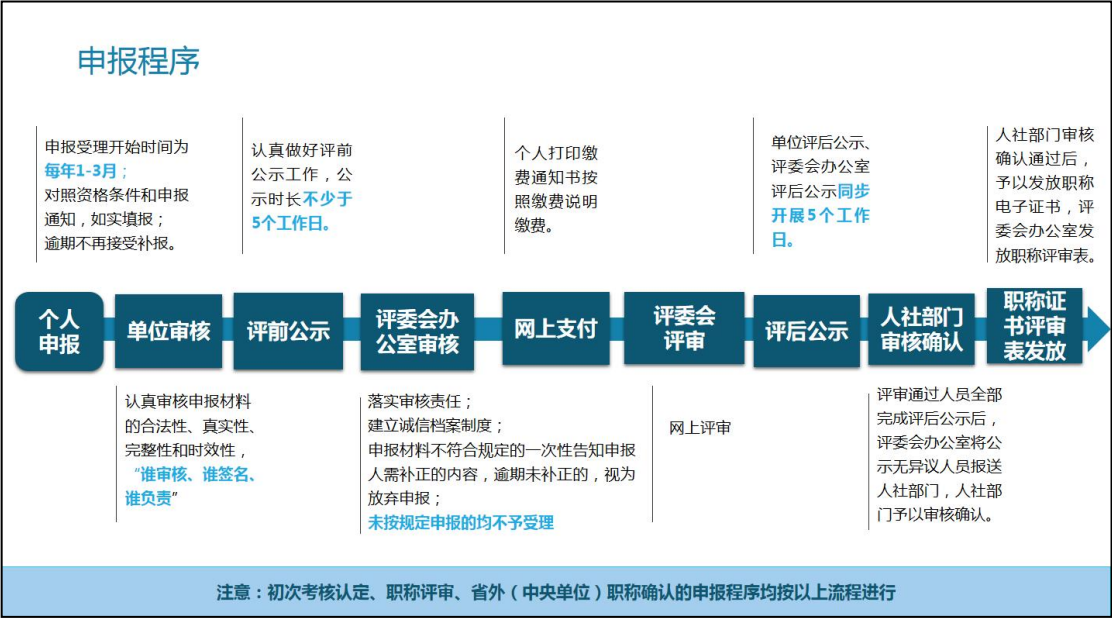 申报程序
申报受理开始时间为
每年1-3月；
对照资格条件和申报
通知，如实填报；
逾期不再接受补报。
认真做好评前
公示工作，公
示时长不少于
5个工作日。
个人打印缴
费通知书按
照缴费说明
缴费。
单位评后公示、
评委会办公室
评后公示同步
开展5个工作
日。
人社部门审核
确认通过后，
予以发放职称
电子证书，评
委会办公室发
放职称评审表。
个人
申报
单位审核
评前公示
评委会办
公室审核
网上支付
评委会
评审
评后公示
人社部门
审核确认
职称证
书评审
表发放
认真审核申报材料
的合法性、真实性、
完整性和时效性，
“谁审核、谁签名、
谁负责”
落实审核责任；
建立诚信档案制度；
申报材料不符合规定的一次性告知申报
人需补正的内容，逾期未补正的，视为
放弃申报；
未按规定申报的均不予受理
网上评审
评审通过人员全部
完成评后公示后，
评委会办公室将公
示无异议人员报送
人社部门，人社部
门予以审核确认。
注意：初次考核认定、职称评审、省外（中央单位）职称确认的申报程序均按以上流程进行